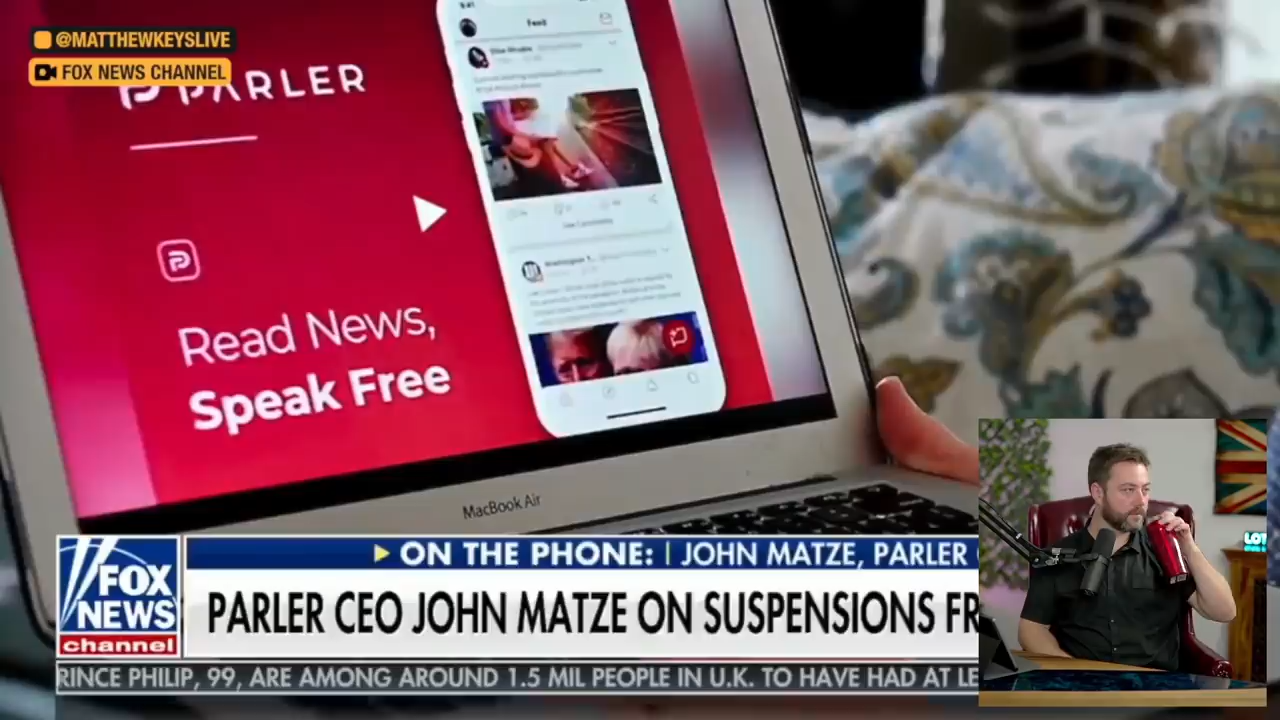 @MATTHEWKEYSLIVE
FOX NEWS CHANNEL
PARLER
Feed
Read News,
Speak Free
MacBook Air
ON THE PHONE: | JOHN MATZE, PARLER
FOX
NEWS
channel
PARLER CEO JOHN MATZE ON SUSPENSIONS FR
RINCE PHILIP, 99, ARE AMONG AROUND 1.5 MIL PEOPLE IN U.K. TO HAVE HAD AT LE
LOT